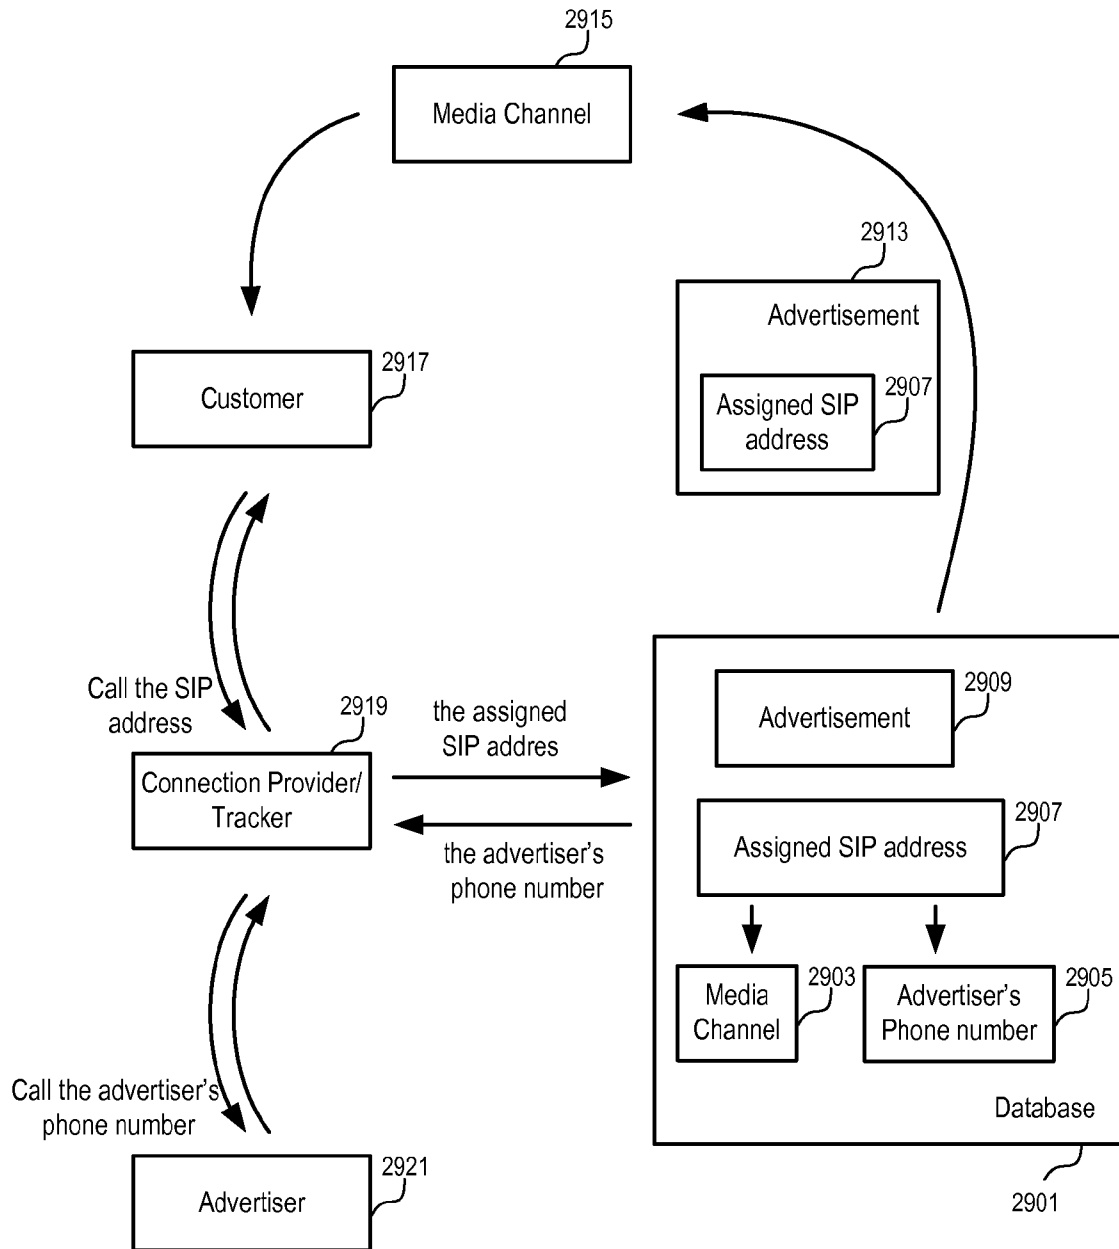 2915
Media Channel
2913
Advertisement
2907
Assigned SIP
address
2917
Customer
Call the SIP
address
2919
Connection Provider/
Tracker
the assigned
SIP addres
the advertiser's
phone number
2909
Advertisement
2907
Assigned SIP address
2903
Media
Channel
2905
Advertiser's
Phone number
Database
2901
Call the advertiser's
phone number
2921
Advertiser